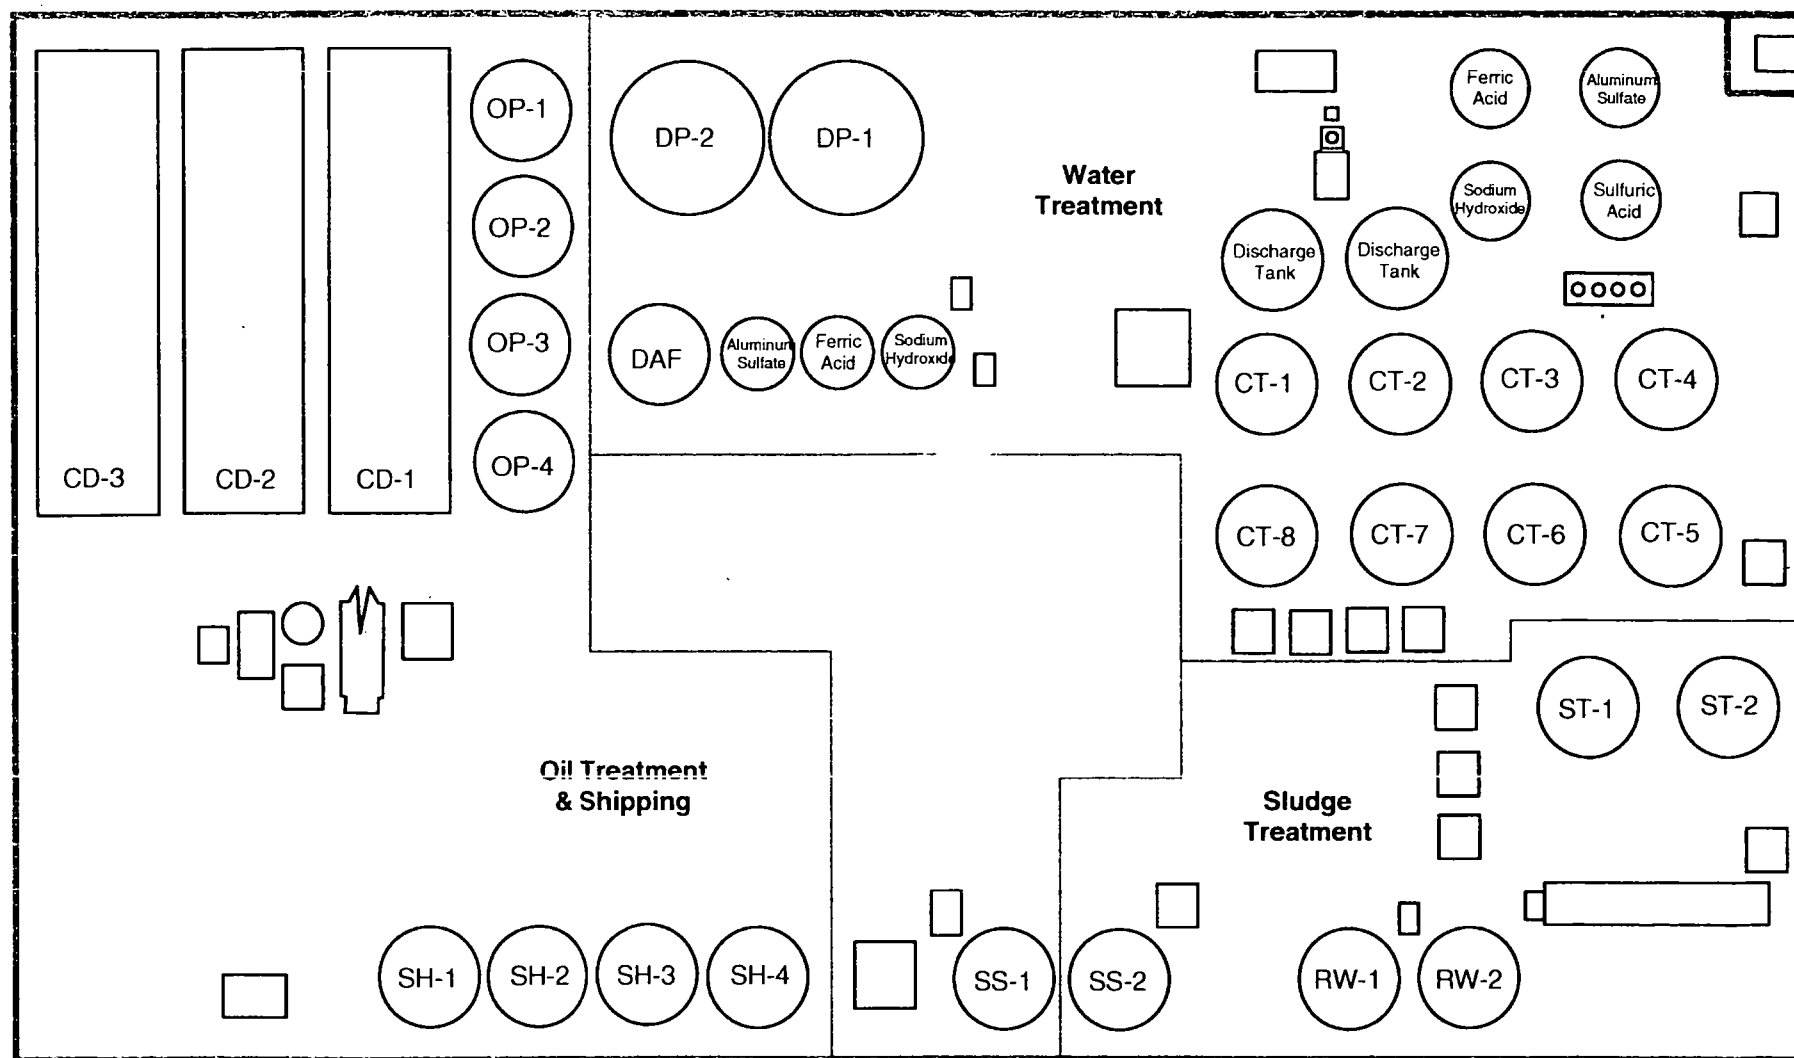 OP-1
DP-2
DP-1
Ferric
Acid
Aluminum
Sulfate
Water
Treatment
Sodium
Hydroxide
Sulfuric
Acid
OP-2
Discharge
Tank
Discharge
Tank
OP-3
DAF
Aluminum
Sulfate
Ferric
Acid
Sodium
Hydroxide
CT-1
CT-2
CT-3
CT-4
CD-3
CD-2
CD-1
OP-4
CT-8
CT-7
CT-6
CT-5
ST-1
ST-2
Oil Treatment
& Shipping
Sludge
Treatment
SH-1
SH-2
SH-3
SH-4
SS-1
SS-2
RW-1
RW-2